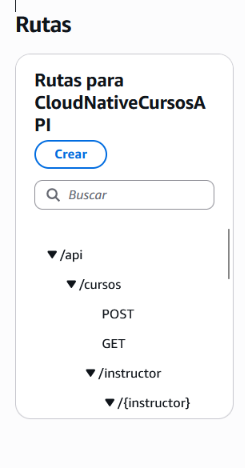 Rutas
Rutas para
CloudNativeCursosA
PI
Crear
Buscar
/api
/cursos
POST
GET
/instructor
/{instructor}